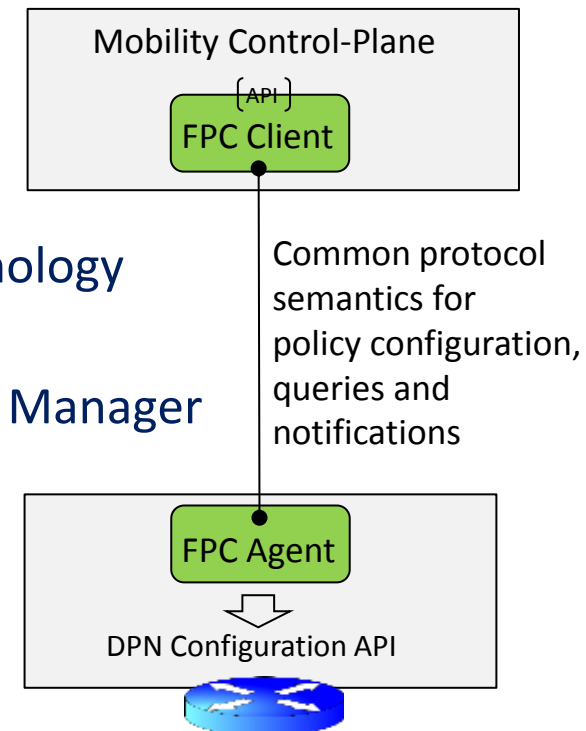 Mobility Control-Plane
[API]
FPC Client
nology
Common protocol
semantics for
policy configuration,
queries and
notifications
Manager
FPC Agent
DPN Configuration API